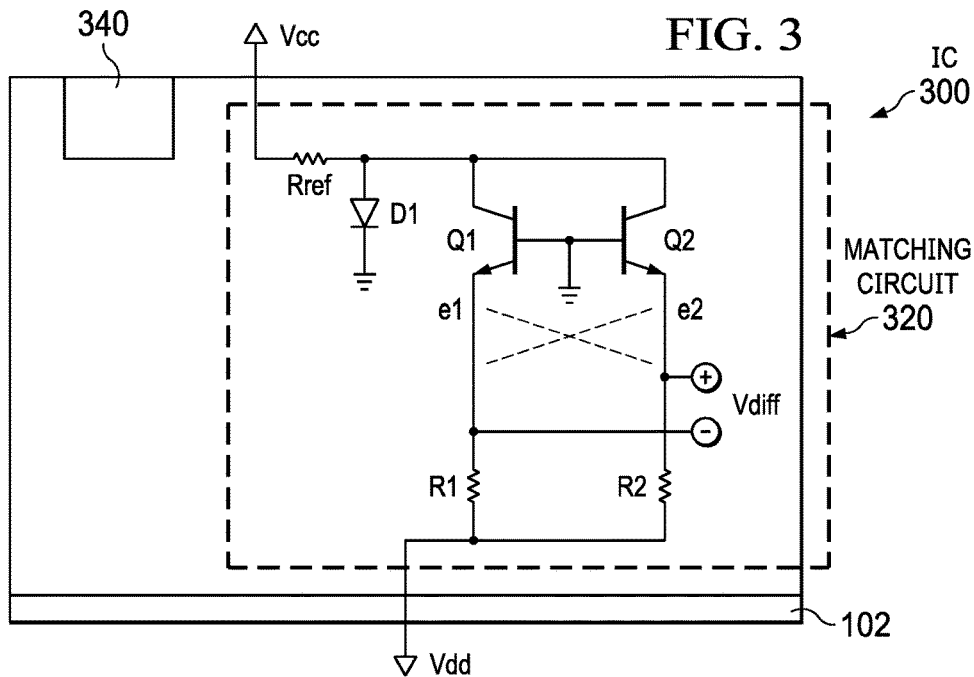 FIG. 3
340
Vcc
IC
300
Rref
D1
Q1
Q2
MATCHING
CIRCUIT
320
e1
e2
+
Vdiff
-
R1
R2
102
Vdd